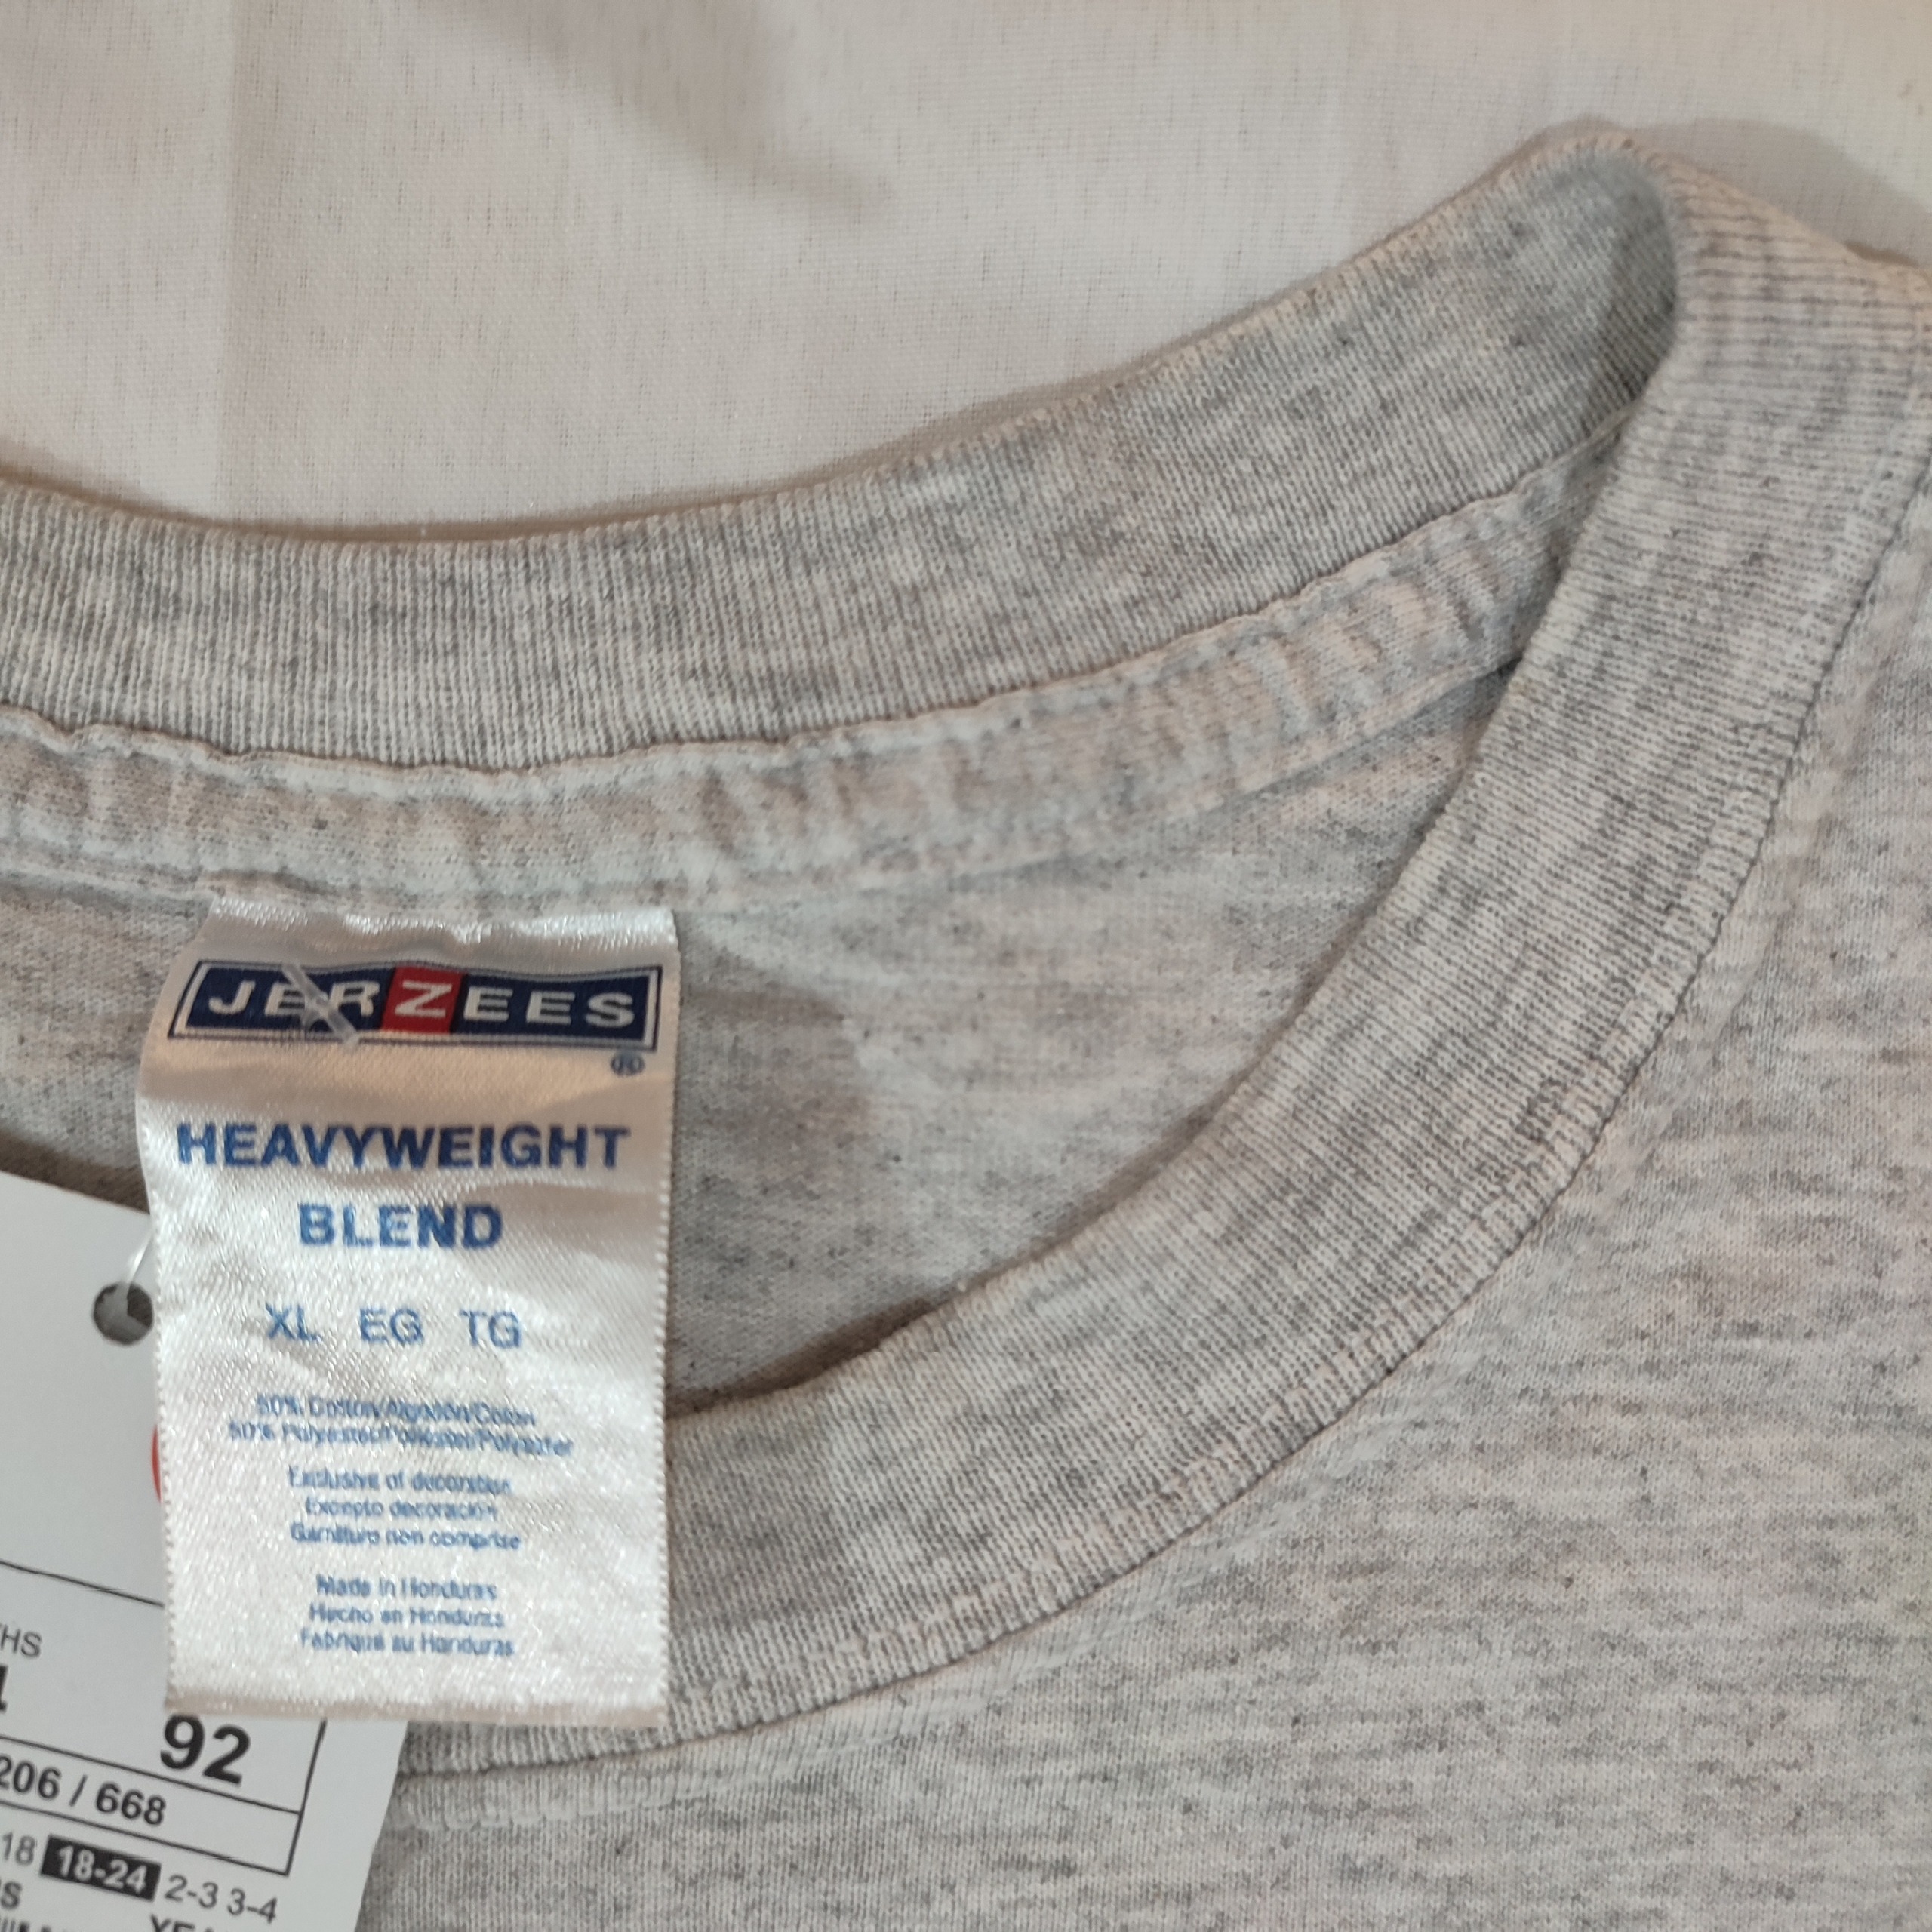 JERZEES
®
HEAVYWEIGHT
BLEND
XL EG TG
50% Cotton/Algodón/Coton
50% Polyester/Poliéster/Polyester
Exclusive of decoration
Excepto decoración
Garniture non comprise
Made in Honduras
Hecho en Honduras
Fabriqué au Honduras
HS
92
206 / 668
18 18-24 2-3 3-4